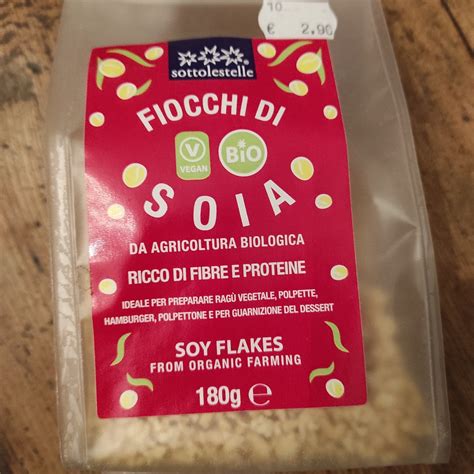 10
€ 2,90
sottolestelle
FIOCCHI DI
V
VEGAN
BiO
SOIA
DA AGRICOLTURA BIOLOGICA
RICCO DI FIBRE E PROTEINE
IDEALE PER PREPARARE RAGÙ VEGETALE, POLPETTE,
HAMBURGER, POLPETTONE E PER GUARNIZIONE DEL DESSERT
SOY FLAKES
FROM ORGANIC FARMING
180g ℮